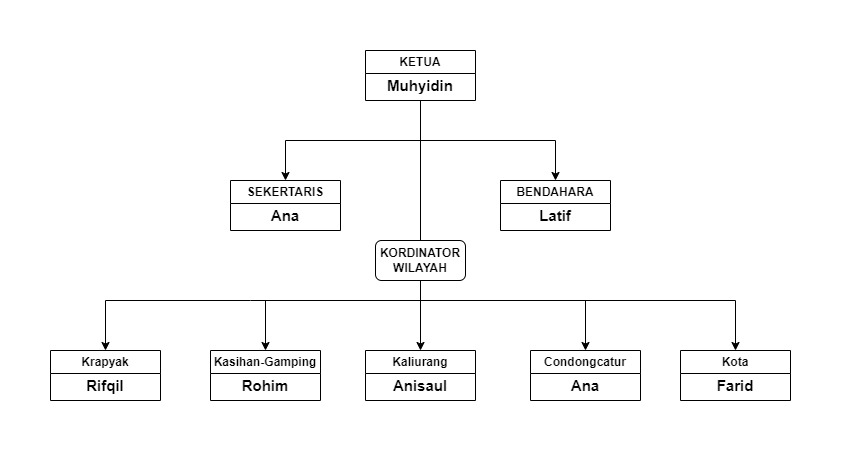 KETUA
Muhyidin
SEKERTARIS
Ana
BENDAHARA
Latif
KORDINATOR
WILAYAH
Krapyak
Rifqil
Kasihan-Gamping
Rohim
Kaliurang
Anisaul
Condongcatur
Ana
Kota
Farid